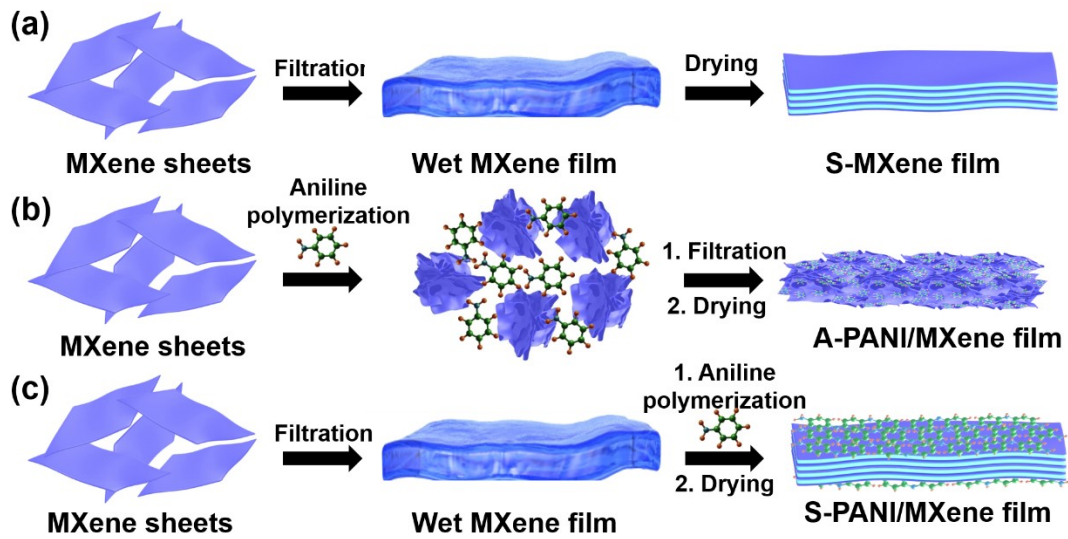 (a)
Filtration
Drying
MXene sheets
Wet MXene film
S-MXene film
(b)
Aniline
polymerization
1. Filtration
2. Drying
MXene sheets
A-PANI/MXene film
(c)
Filtration
1. Aniline
polymerization
2. Drying
MXene sheets
Wet MXene film
S-PANI/MXene film